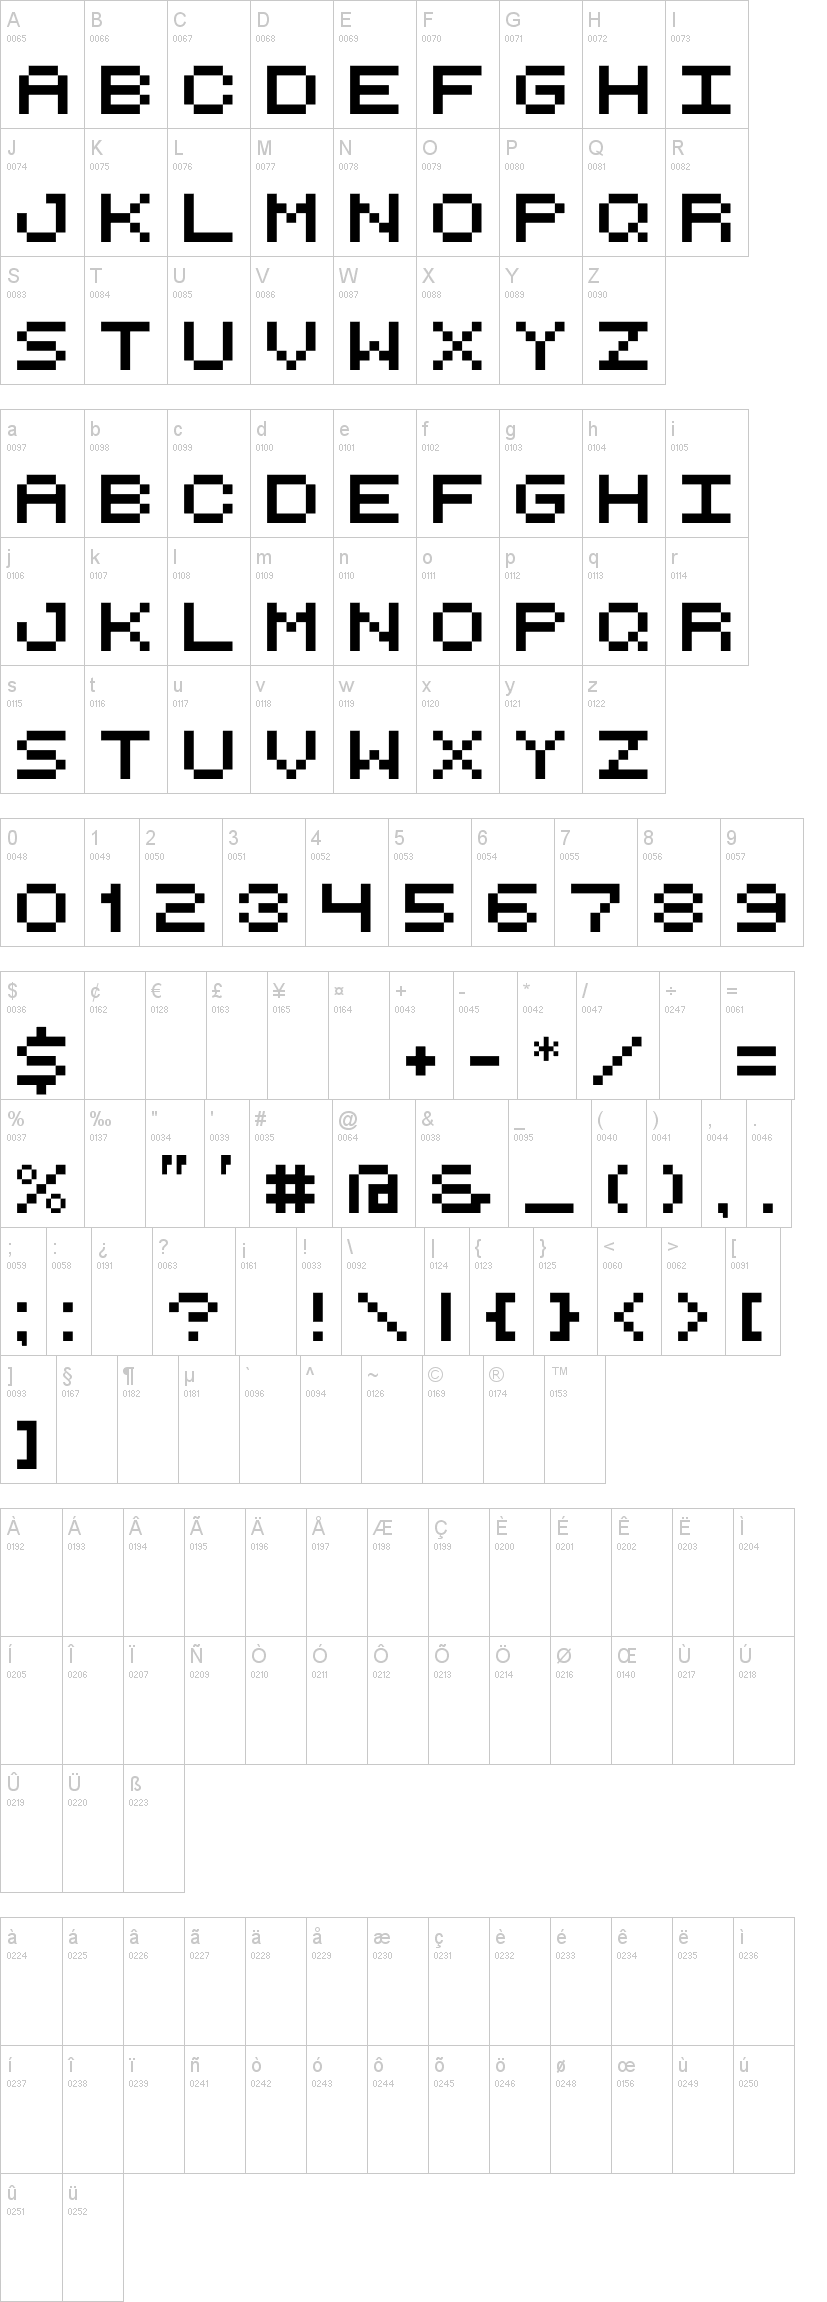 A B C D E F G H I
0065 0066 0067 0068 0069 0070 0071 0072 0073
A B C D E F G H I
J K L M N O P Q R
0074 0075 0076 0077 0078 0079 0080 0081 0082
J K L M N O P Q R
S T U V W X Y Z
0083 0084 0085 0086 0087 0088 0089 0090
S T U V W X Y Z
a b c d e f g h i
0097 0098 0099 0100 0101 0102 0103 0104 0105
A B C D E F G H I
j k l m n o p q r
0106 0107 0108 0109 0110 0111 0112 0113 0114
J K L M N O P Q R
s t u v w x y z
0115 0116 0117 0118 0119 0120 0121 0122
S T U V W X Y Z
0 1 2 3 4 5 6 7 8 9
0048 0049 0050 0051 0052 0053 0054 0055 0056 0057
0 1 2 3 4 5 6 7 8 9
$ ¢ € £ ¥ ¤ + - * / ÷ =
0036 0162 0128 0163 0165 0164 0043 0045 0042 0047 0247 0061
$ + - * / =
% ‰ " ' # @ & _ ( ) , .
0037 0137 0034 0039 0035 0064 0038 0095 0040 0041 0044 0046
% " ' # @ & _ ( ) , .
; : ¿ ? ¡ ! \ | { } < > [
0059 0058 0191 0063 0161 0033 0092 0124 0123 0125 0060 0062 0091
; : ? ! \ | { } < > [
] § ¶ µ ` ^ ~ © ® ™
0093 0167 0182 0181 0096 0094 0126 0169 0174 0153
]
À Á Â Ã Ä Å Æ Ç È É Ê Ë Ì
0192 0193 0194 0195 0196 0197 0198 0199 0200 0201 0202 0203 0204
Í Î Ï Ñ Ò Ó Ô Õ Ö Ø Œ Ù Ú
0205 0206 0207 0209 0210 0211 0212 0213 0214 0216 0140 0217 0218
Û Ü ß
0219 0220 0223
à á â ã ä å æ ç è é ê ë ì
0224 0225 0226 0227 0228 0229 0230 0231 0232 0233 0234 0235 0236
í î ï ñ ò ó ô õ ö ø œ ù ú
0237 0238 0239 0241 0242 0243 0244 0245 0246 0248 0156 0249 0250
û ü
0251 0252